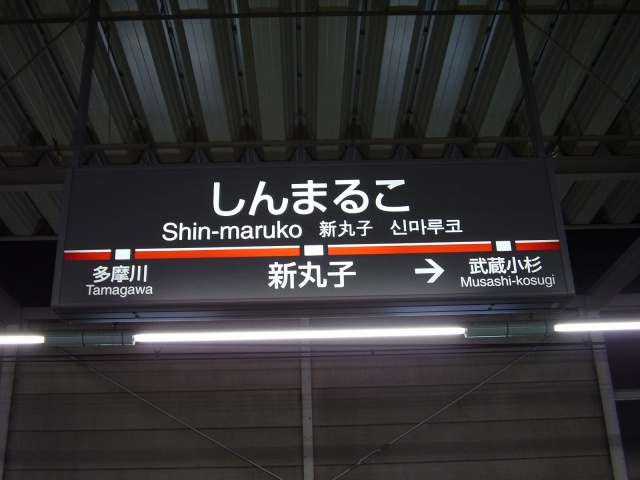 しんまるこ
Shin-maruko 新丸子 신마루코
多摩川 新丸子 → 武蔵小杉
Tamagawa Musashi-kosugi